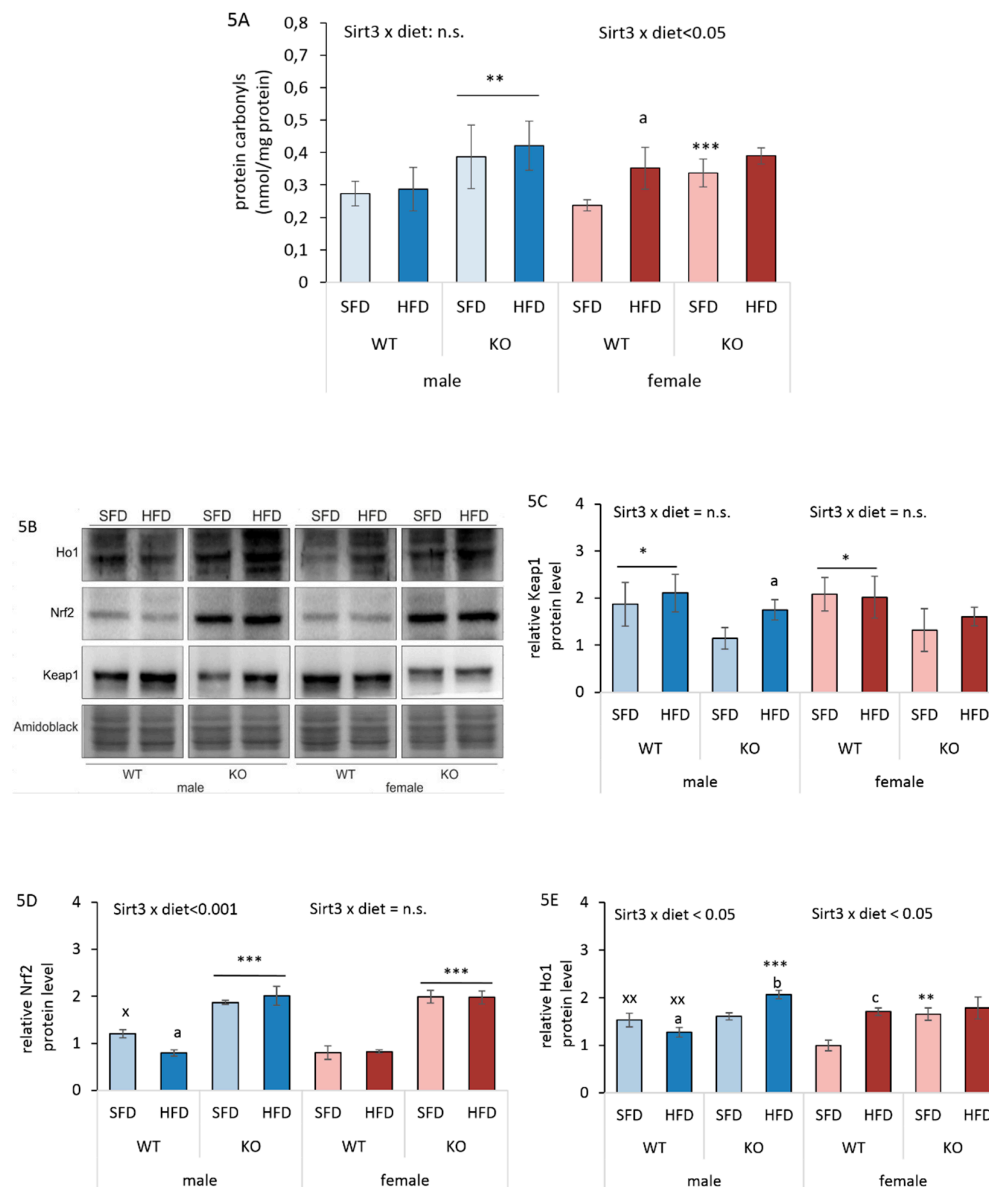 5A
Sirt3 x diet: n.s.
Sirt3 x diet<0.05
protein carbonyls
(nmol/mg protein)
0,8
0,7
0,6
0,5
0,4
0,3
0,2
0,1
0
**
a
***
SFD HFD SFD HFD SFD HFD SFD HFD
WT KO WT KO
male female
5B
SFD HFD SFD HFD SFD HFD SFD HFD
Ho1
Nrf2
Keap1
Amidoblack
WT KO WT KO
male female
5C
Sirt3 x diet = n.s.
Sirt3 x diet = n.s.
relative Keap1
protein level
4
3
2
1
0
*
a
*
SFD HFD SFD HFD SFD HFD SFD HFD
WT KO WT KO
male female
5D
Sirt3 x diet<0.001
Sirt3 x diet = n.s.
relative Nrf2
protein level
4
3
2
1
0
x
a
***
***
SFD HFD SFD HFD SFD HFD SFD HFD
WT KO WT KO
male female
5E
Sirt3 x diet < 0.05
Sirt3 x diet < 0.05
relative Ho1
protein level
4
3
2
1
0
xx
xx
a
***
b
c
**
SFD HFD SFD HFD SFD HFD SFD HFD
WT KO WT KO
male female